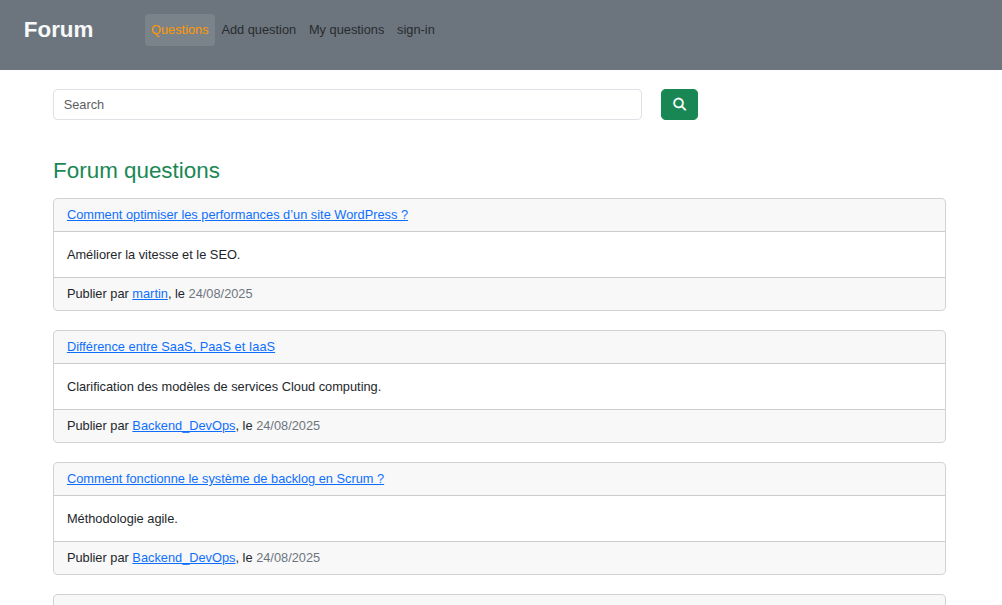 Forum
Questions Add question My questions sign-in
Search
Forum questions
Comment optimiser les performances d’un site WordPress ?
Améliorer la vitesse et le SEO.
Publier par martin, le 24/08/2025
Différence entre SaaS, PaaS et IaaS
Clarification des modèles de services Cloud computing.
Publier par Backend_DevOps, le 24/08/2025
Comment fonctionne le système de backlog en Scrum ?
Méthodologie agile.
Publier par Backend_DevOps, le 24/08/2025